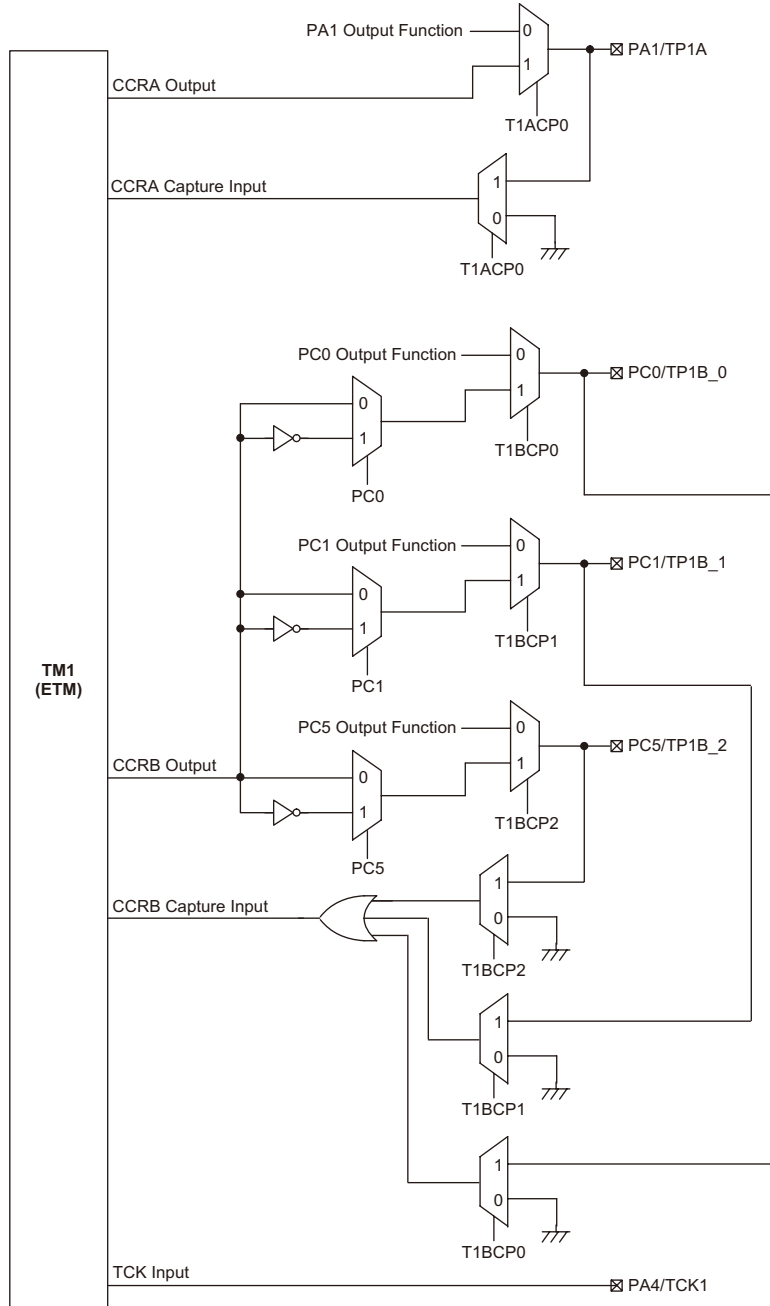 PA1 Output Function
0
1
PA1/TP1A
CCRA Output
T1ACP0
CCRA Capture Input
1
0
T1ACP0
PC0 Output Function
0
1
PC0/TP1B_0
0
1
T1BCP0
PC0
PC1 Output Function
0
1
PC1/TP1B_1
0
1
T1BCP1
PC1
TM1
(ETM)
PC5 Output Function
0
1
PC5/TP1B_2
CCRB Output
0
1
T1BCP2
PC5
CCRB Capture Input
1
0
T1BCP2
1
0
T1BCP1
1
0
T1BCP0
TCK Input
PA4/TCK1